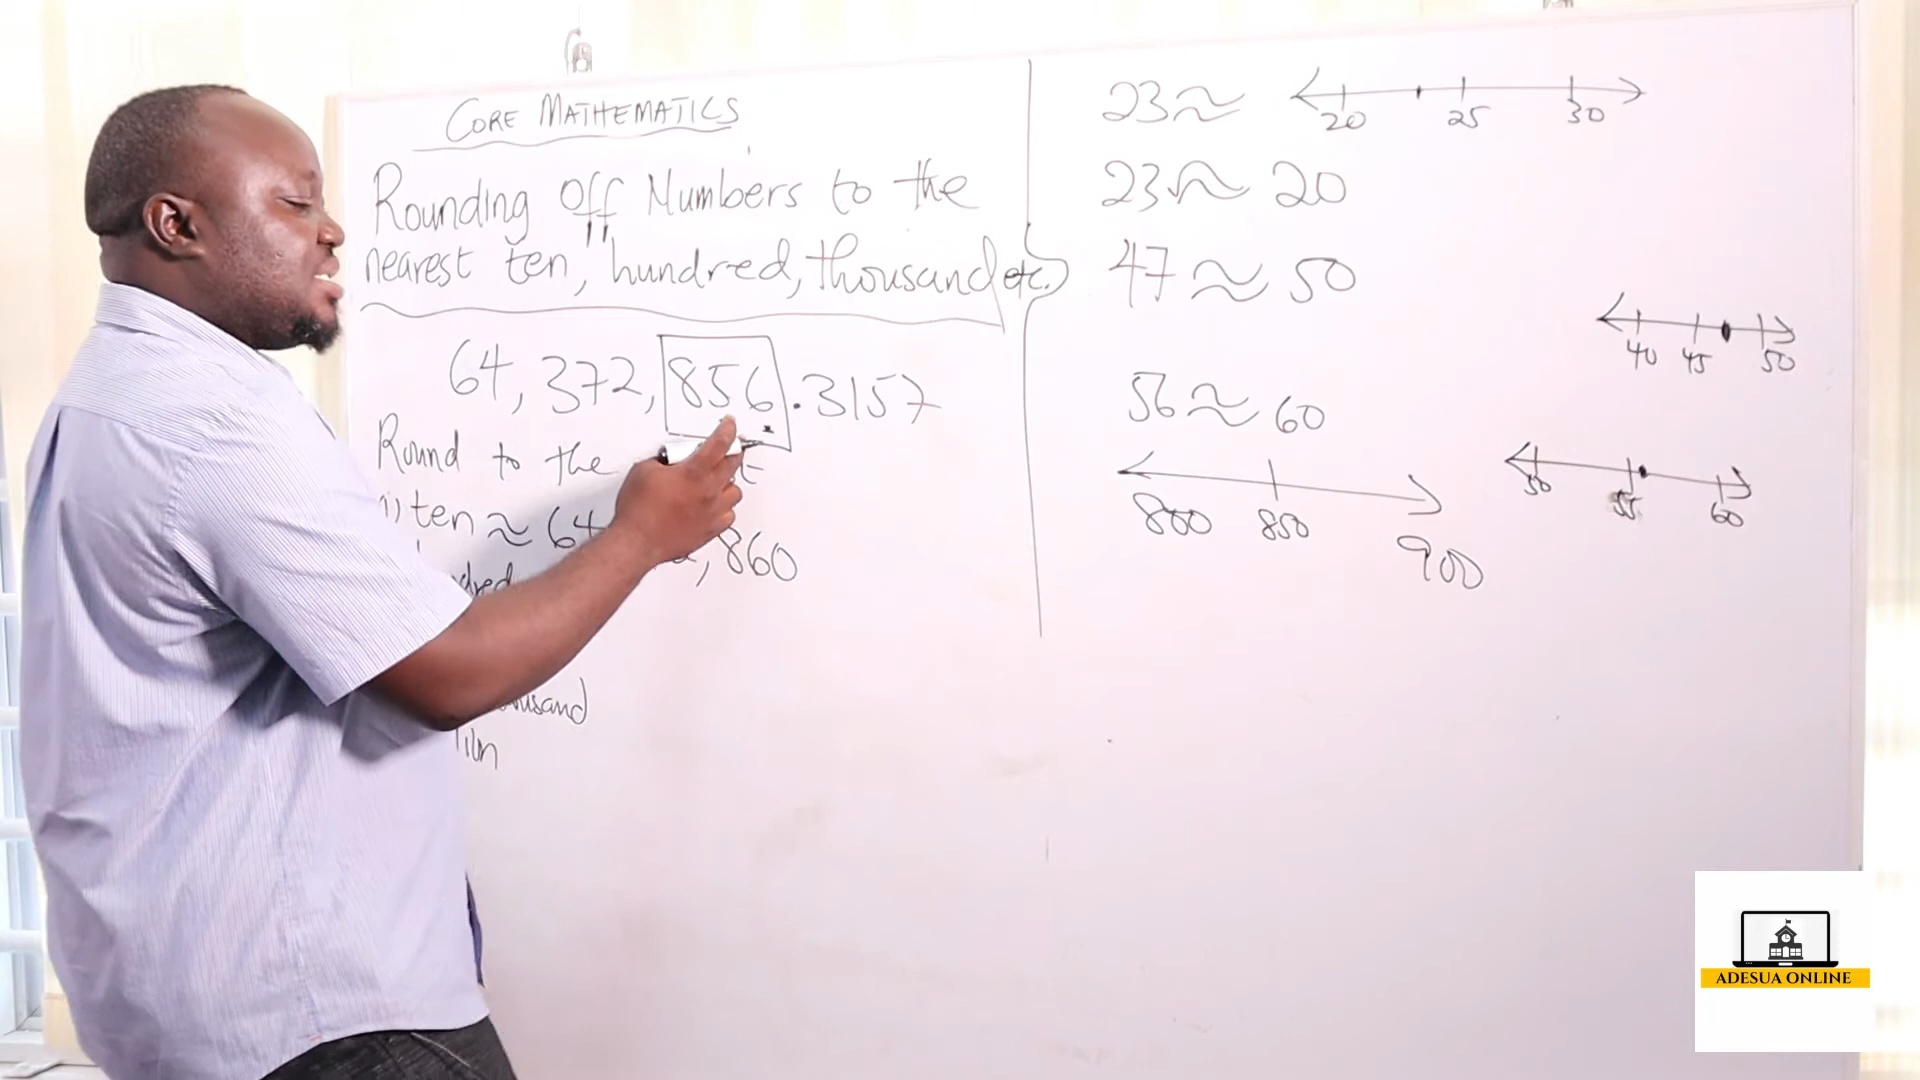 CORE MATHEMATICS
Rounding Off Numbers to the
nearest ten, hundred, thousand etc.
64, 372, 856.3157
Round to the
ten ≈ 64
, 860
23≈
20 25 30
23≈ 20
47 ≈ 50
40 45 50
56 ≈ 60
50 55 60
800 850 900
ADESUA ONLINE